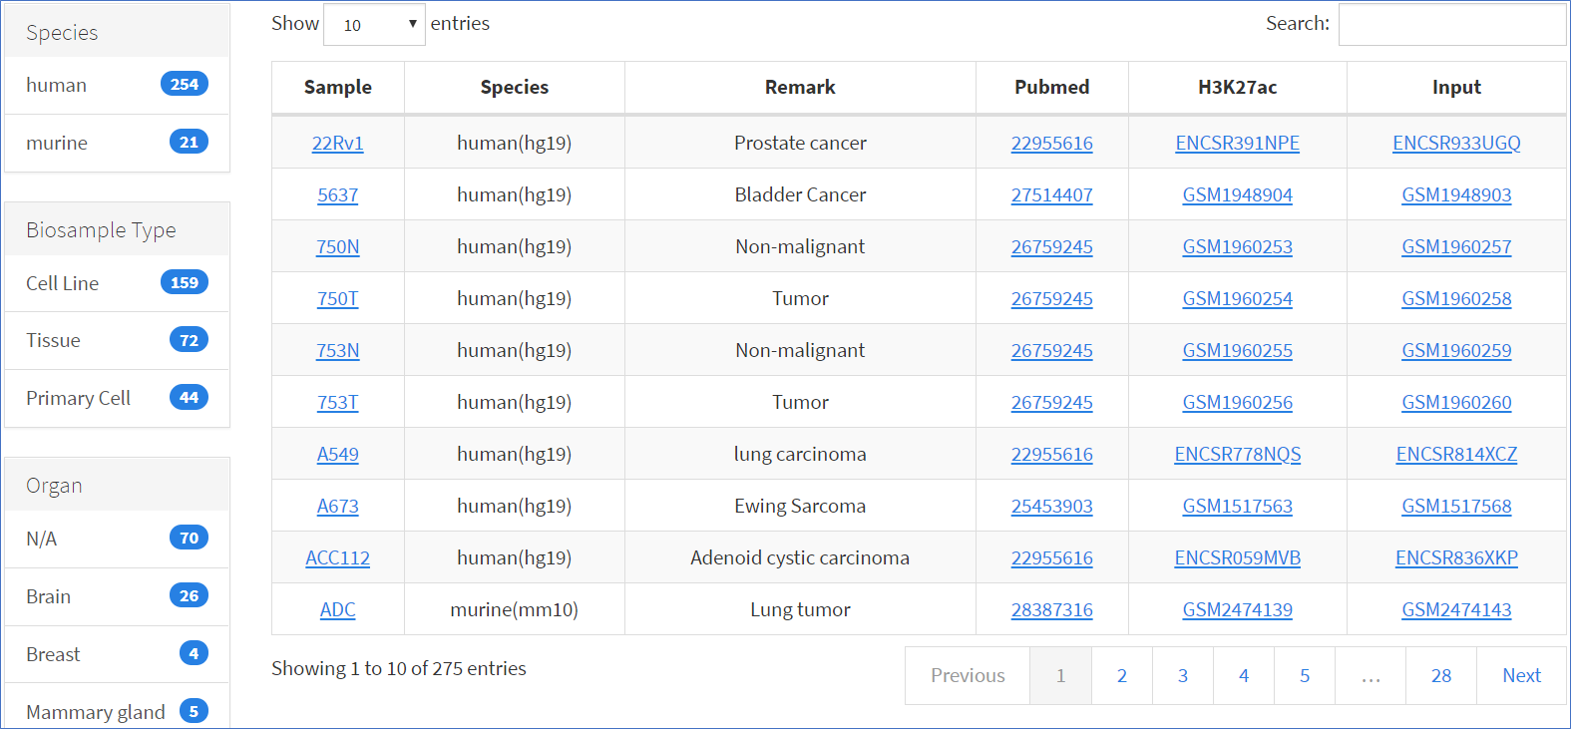 Species
human 254
murine 21
Biosample Type
Cell Line 159
Tissue 72
Primary Cell 44
Organ
N/A 70
Brain 26
Breast 4
Mammary gland 5
Show 10 entries Search:
Sample Species Remark Pubmed H3K27ac Input
22Rv1 human(hg19) Prostate cancer 22955616 ENCSR391NPE ENCSR933UGQ
5637 human(hg19) Bladder Cancer 27514407 GSM1948904 GSM1948903
750N human(hg19) Non-malignant 26759245 GSM1960253 GSM1960257
750T human(hg19) Tumor 26759245 GSM1960254 GSM1960258
753N human(hg19) Non-malignant 26759245 GSM1960255 GSM1960259
753T human(hg19) Tumor 26759245 GSM1960256 GSM1960260
A549 human(hg19) lung carcinoma 22955616 ENCSR778NQS ENCSR814XCZ
A673 human(hg19) Ewing Sarcoma 25453903 GSM1517563 GSM1517568
ACC112 human(hg19) Adenoid cystic carcinoma 22955616 ENCSR059MVB ENCSR836XKP
ADC murine(mm10) Lung tumor 28387316 GSM2474139 GSM2474143
Showing 1 to 10 of 275 entries Previous 1 2 3 4 5 … 28 Next